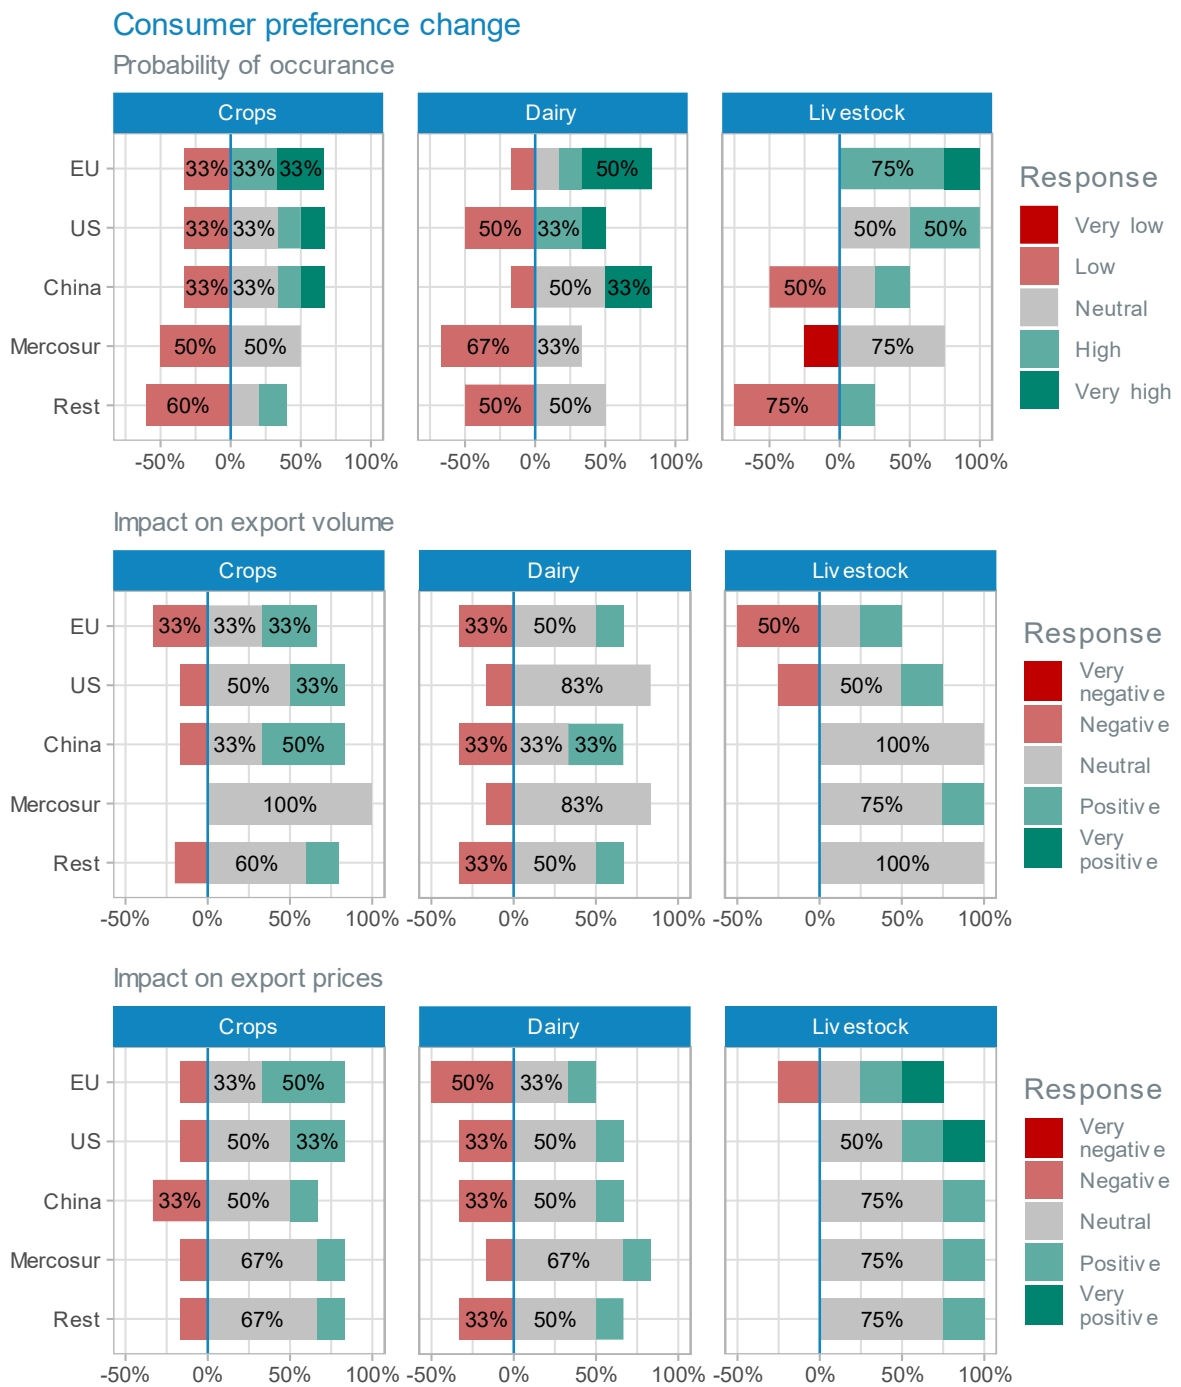 Consumer preference change
Probability of occurance
Crops Dairy Livestock
EU 33% 33% 33% 50% 75%
US 33% 33% 50% 33% 50% 50%
China 33% 33% 50% 33% 50%
Mercosur 50% 50% 67% 33% 75%
Rest 60% 50% 50% 75%
-50% 0% 50% 100% -50% 0% 50% 100% -50% 0% 50% 100%
Response
Very low
Low
Neutral
High
Very high
Impact on export volume
Crops Dairy Livestock
EU 33% 33% 33% 33% 50% 50%
US 50% 33% 83% 50%
China 33% 50% 33% 33% 33% 100%
Mercosur 100% 83% 75%
Rest 60% 33% 50% 100%
-50% 0% 50% 100% -50% 0% 50% 100% -50% 0% 50% 100%
Response
Very
negative
Negative
Neutral
Positive
Very
positive
Impact on export prices
Crops Dairy Livestock
EU 33% 50% 50% 33%
US 50% 33% 33% 50% 50%
China 33% 50% 33% 50% 75%
Mercosur 67% 67% 75%
Rest 67% 33% 50% 75%
-50% 0% 50% 100% -50% 0% 50% 100% -50% 0% 50% 100%
Response
Very
negative
Negative
Neutral
Positive
Very
positive